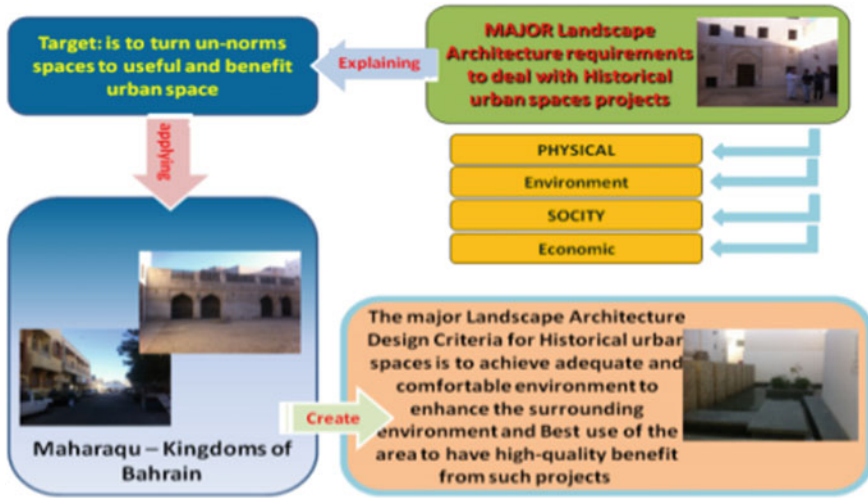 MAJOR Landscape
Architecture requirements
to deal with Historical
urban spaces projects
PHYSICAL
Environment
SOCITY
Economic
Explaining
Target: is to turn un-norms
spaces to useful and benefit
urban space
applying
Maharaqu – Kingdoms of
Bahrain
Create
The major Landscape Architecture
Design Criteria for Historical urban
spaces is to achieve adequate and
comfortable environment to
enhance the surrounding
environment and Best use of the
area to have high-quality benefit
from such projects